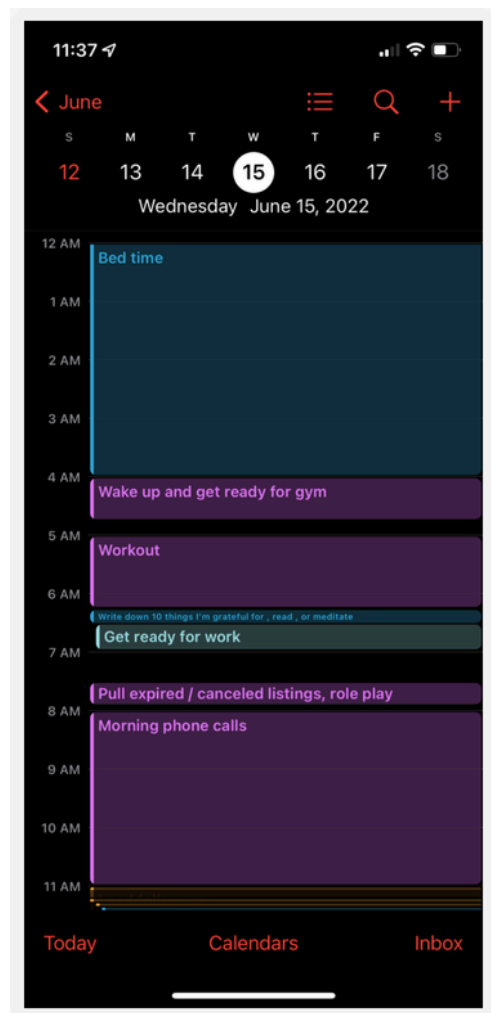 11:37
June
S M T W T F S
12 13 14 15 16 17 18
Wednesday June 15, 2022
12 AM
Bed time
1 AM
2 AM
3 AM
4 AM
Wake up and get ready for gym
5 AM
Workout
6 AM
Write down 10 things I'm grateful for , read , or meditate
Get ready for work
7 AM
Pull expired / canceled listings, role play
8 AM
Morning phone calls
9 AM
10 AM
11 AM
Today Calendars Inbox